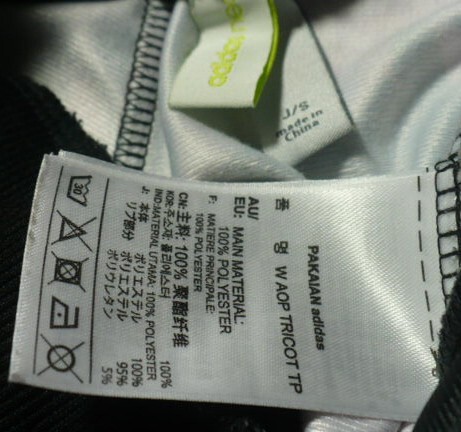 adidas
made in
China
PAKAIAN adidas
품 명 W AOP TRICOT TP
AU/
EU: MAIN MATERIAL:
100% POLYESTER
F: MATIERE PRINCIPALE:
100% POLYESTER
CN: 主料: 100% 聚酯纤维
KOR: 폴리에스터 100%
IND:MATERIAL UTAMA: 100% POLYESTER
J: 本体 ポリエステル 100%
リブ部分 ポリエステル 95%
ポリウレタン 5%
30